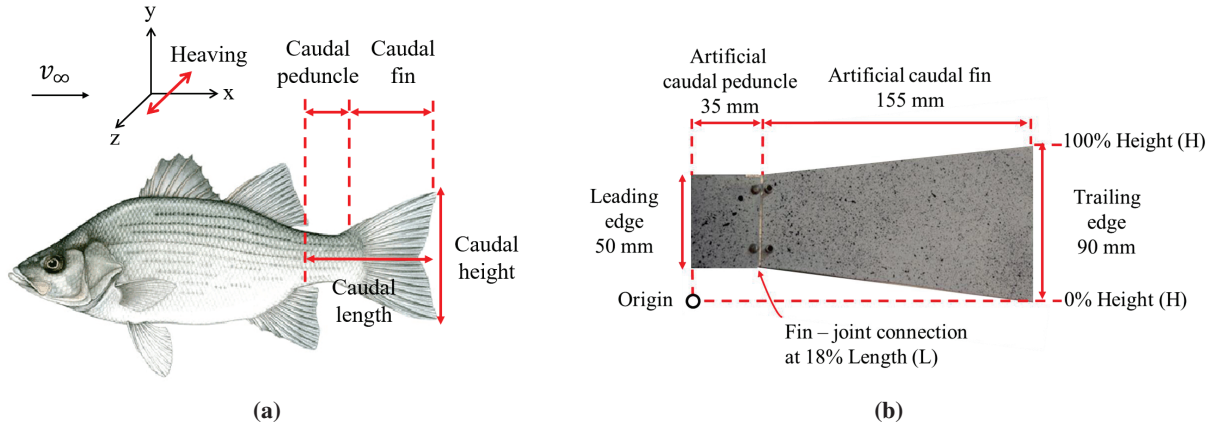 y
Heaving
v∞
x
z
Caudal
peduncle
Caudal
fin
Caudal
height
Caudal
length
(a)
Artificial
caudal peduncle
35 mm
Artificial caudal fin
155 mm
100% Height (H)
Leading
edge
50 mm
Trailing
edge
90 mm
Origin
0% Height (H)
Fin – joint connection
at 18% Length (L)
(b)